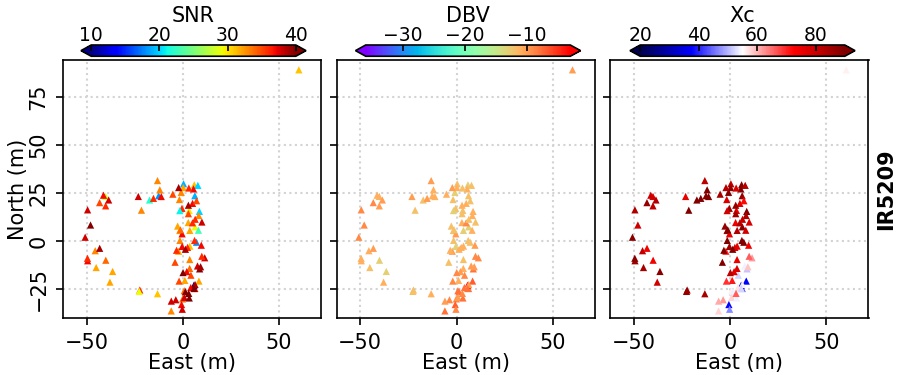 SNR
10 20 30 40
DBV
−30 −20 −10
Xc
20 40 60 80
North (m)
75
50
25
0
−25
−50 0 50
East (m)
−50 0 50
East (m)
−50 0 50
East (m)
IR5209